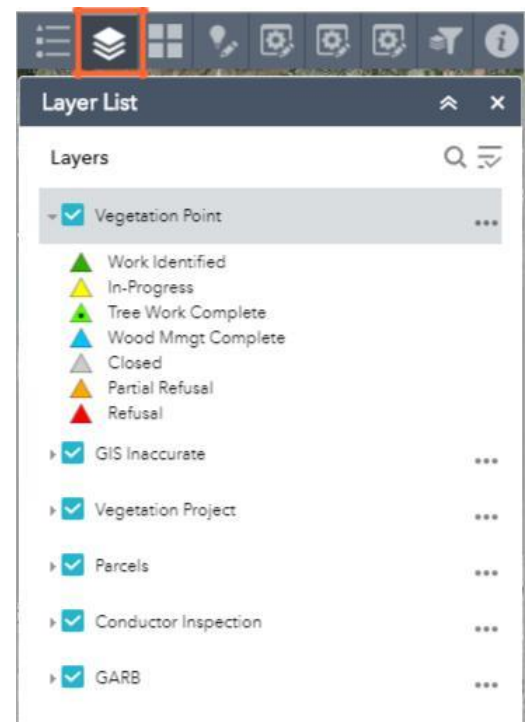 Layer List
Layers
Vegetation Point
Work Identified
In-Progress
Tree Work Complete
Wood Mmgt Complete
Closed
Partial Refusal
Refusal
GIS Inaccurate
Vegetation Project
Parcels
Conductor Inspection
GARB